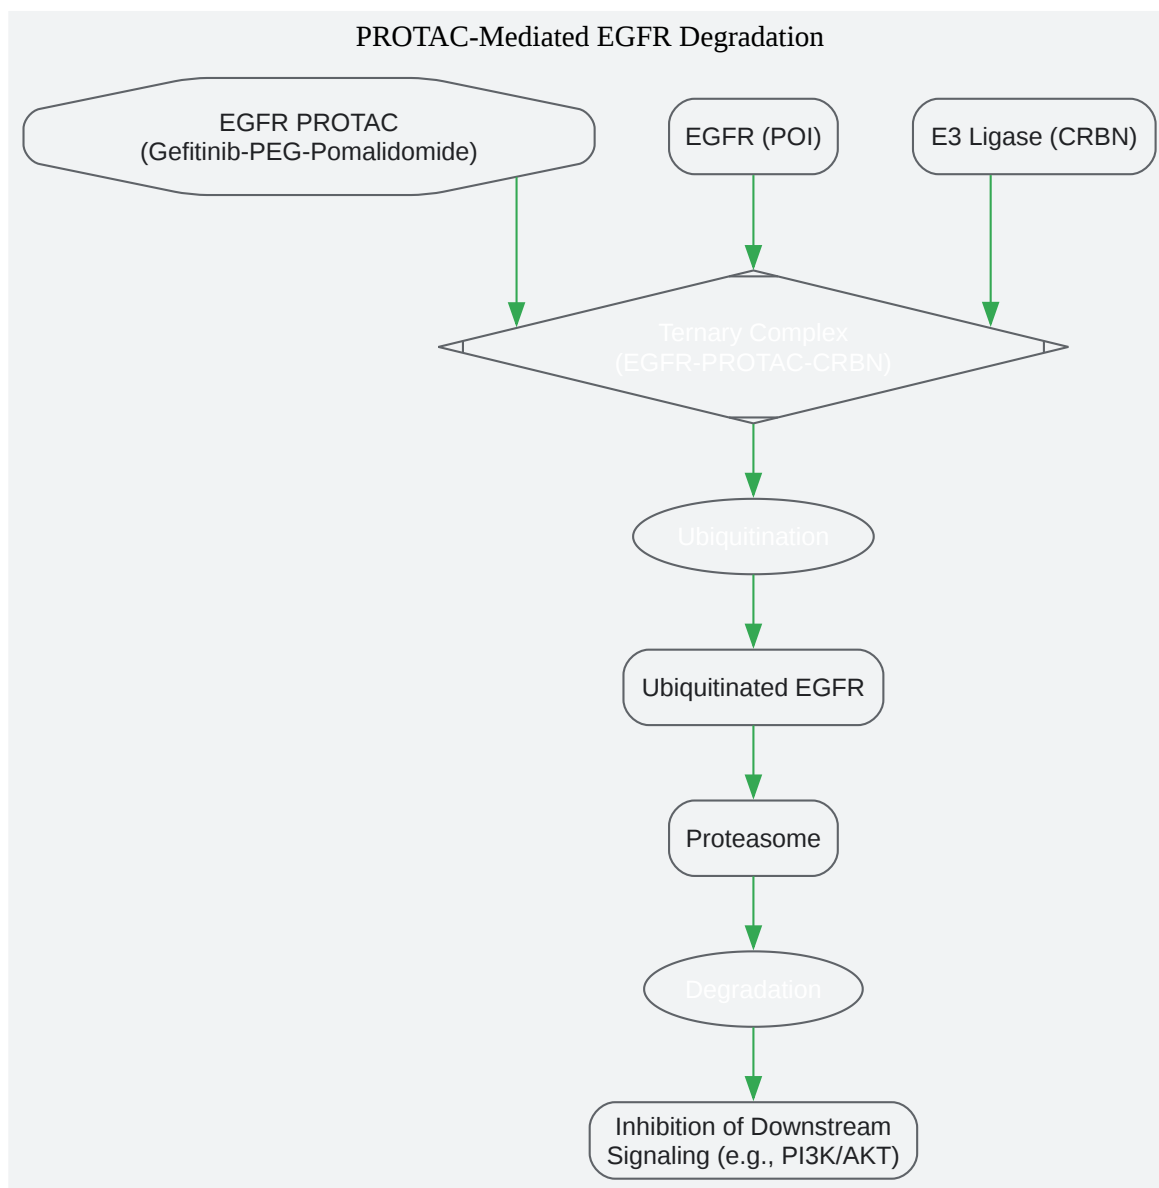 PROTAC-Mediated EGFR Degradation
EGFR PROTAC
(Gefitinib-PEG-Pomalidomide)
EGFR (POI)
E3 Ligase (CRBN)
Ternary Complex
(EGFR-PROTAC-CRBN)
Ubiquitination
Ubiquitinated EGFR
Proteasome
Degradation
Inhibition of Downstream
Signaling (e.g., PI3K/AKT)